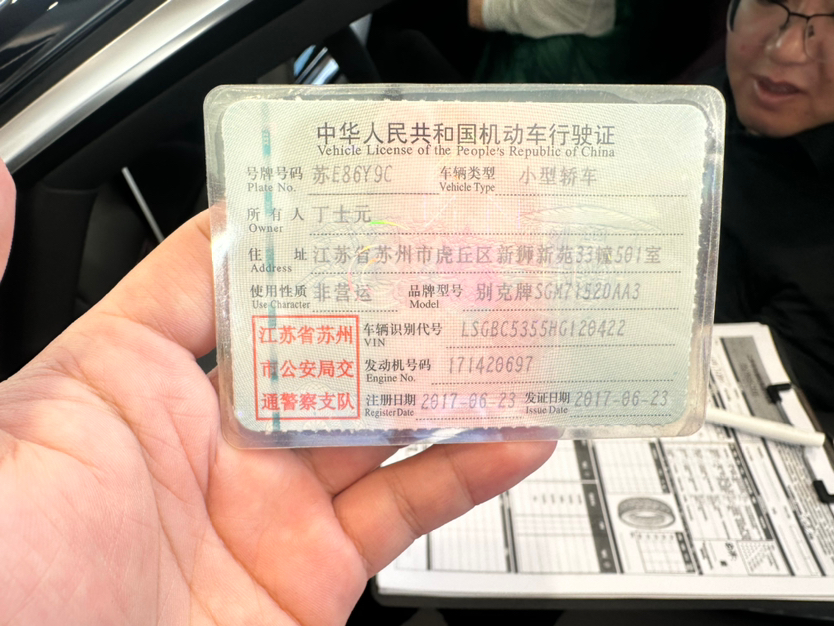 中华人民共和国机动车行驶证
Vehicle License of the People's Republic of China
号牌号码 苏E86Y9C 车辆类型 小型轿车
Plate No. Vehicle Type
所有人 丁士元
Owner
住址 江苏省苏州市虎丘区新狮新苑33幢501室
Address
使用性质 非营运 品牌型号 别克牌SGM71520AA3
Use Character Model
江苏省苏州
市公安局交
通警察支队
车辆识别代号 LSGBC5355HG120422
VIN
发动机号码 171420697
Engine No.
注册日期 2017-06-23 发证日期 2017-06-23
Register Date Issue Date